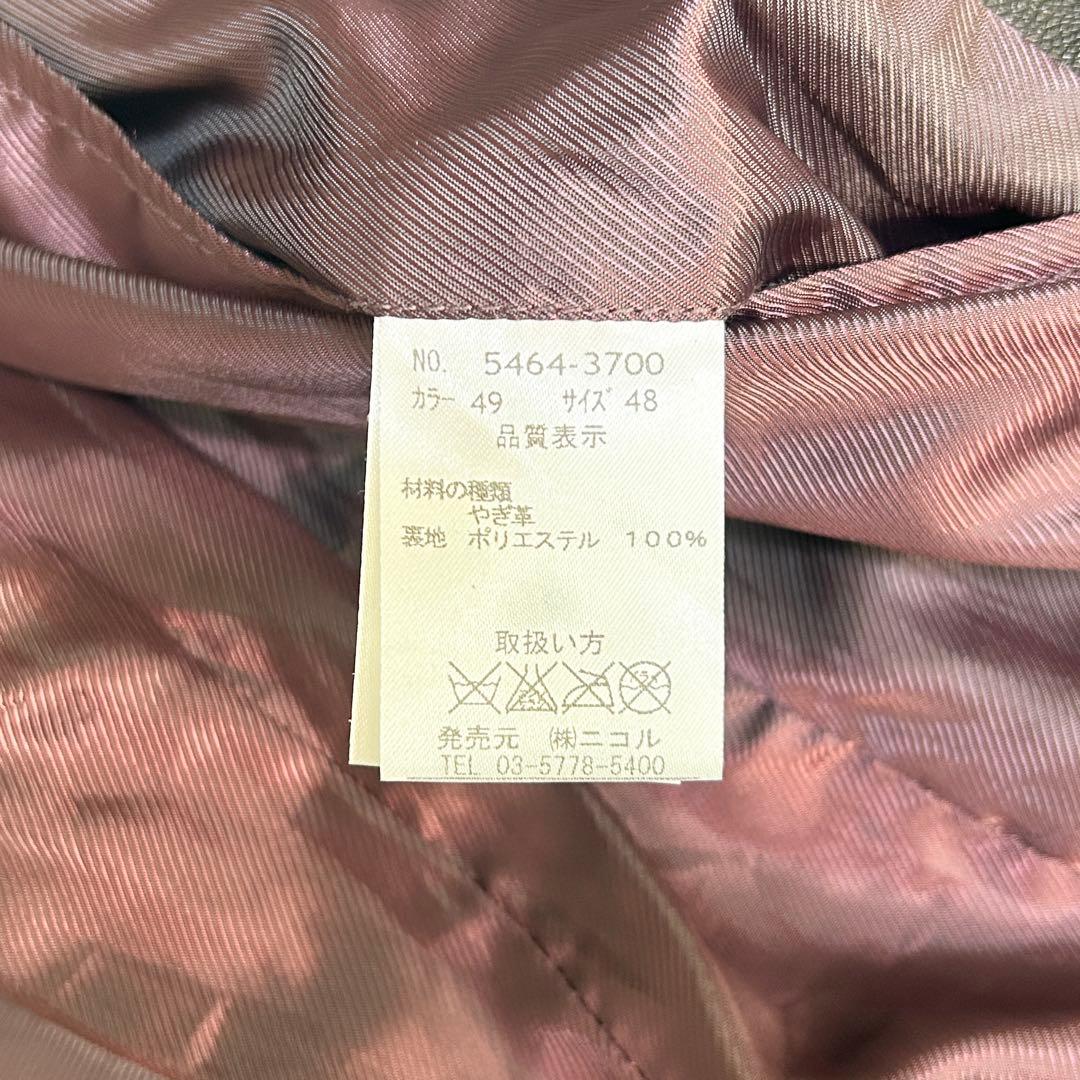 NO. 5464-3700
カラー 49 サイズ 48
品質表示
材料の種類
やぎ革
裏地 ポリエステル 100%
取扱い方
発売元 (株)ニコル
TEL 03-5778-5400